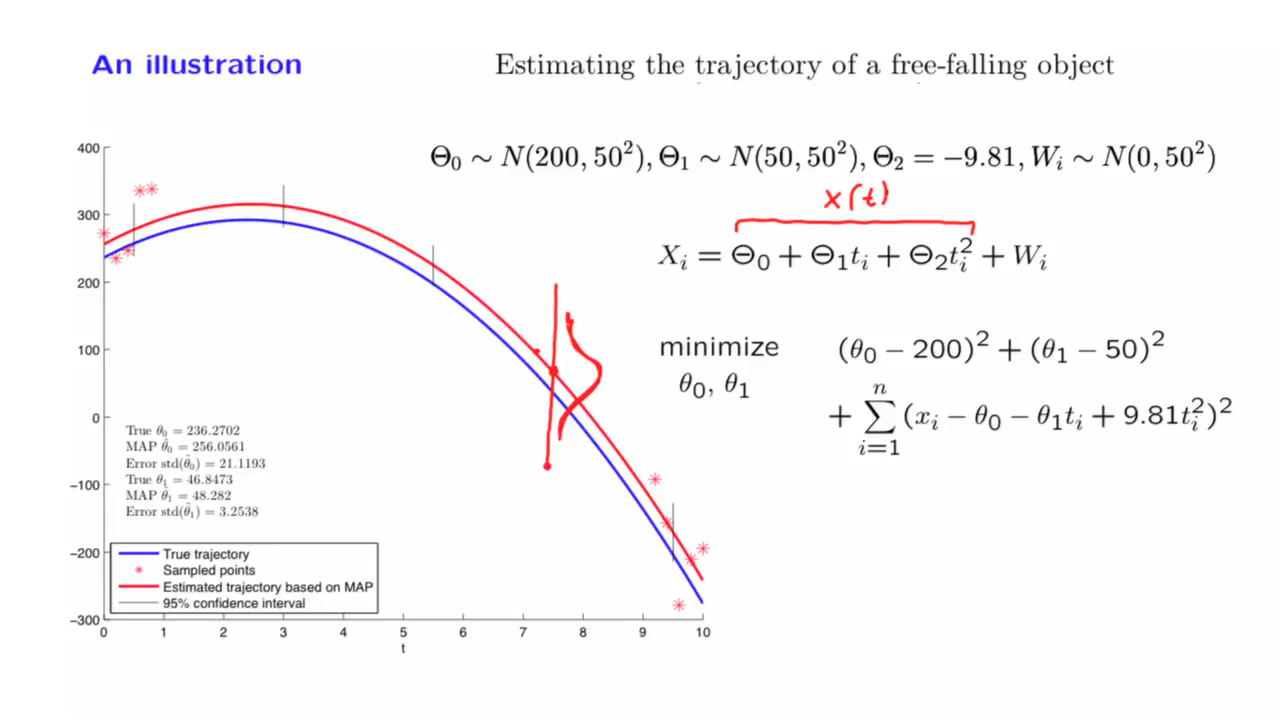 An illustration
Estimating the trajectory of a free-falling object
Θ₀ ∼ N(200, 50²), Θ₁ ∼ N(50, 50²), Θ₂ = −9.81, Wᵢ ∼ N(0, 50²)
x(t)
Xᵢ = Θ₀ + Θ₁tᵢ + Θ₂tᵢ² + Wᵢ
minimize (θ₀ − 200)² + (θ₁ − 50)²
θ₀, θ₁
+ ∑ᵢ₌₁ⁿ (xᵢ − θ₀ − θ₁tᵢ + 9.81tᵢ²)²
400
300
200
100
0
−100
−200
−300
True θ₀ = 236.2702
MAP θ̂₀ = 256.0561
Error std(θ̃₀) = 21.1193
True θ₁ = 46.8473
MAP θ̂₁ = 48.282
Error std(θ̃₁) = 3.2538
True trajectory
Sampled points
Estimated trajectory based on MAP
95% confidence interval
0 1 2 3 4 5 6 7 8 9 10
t